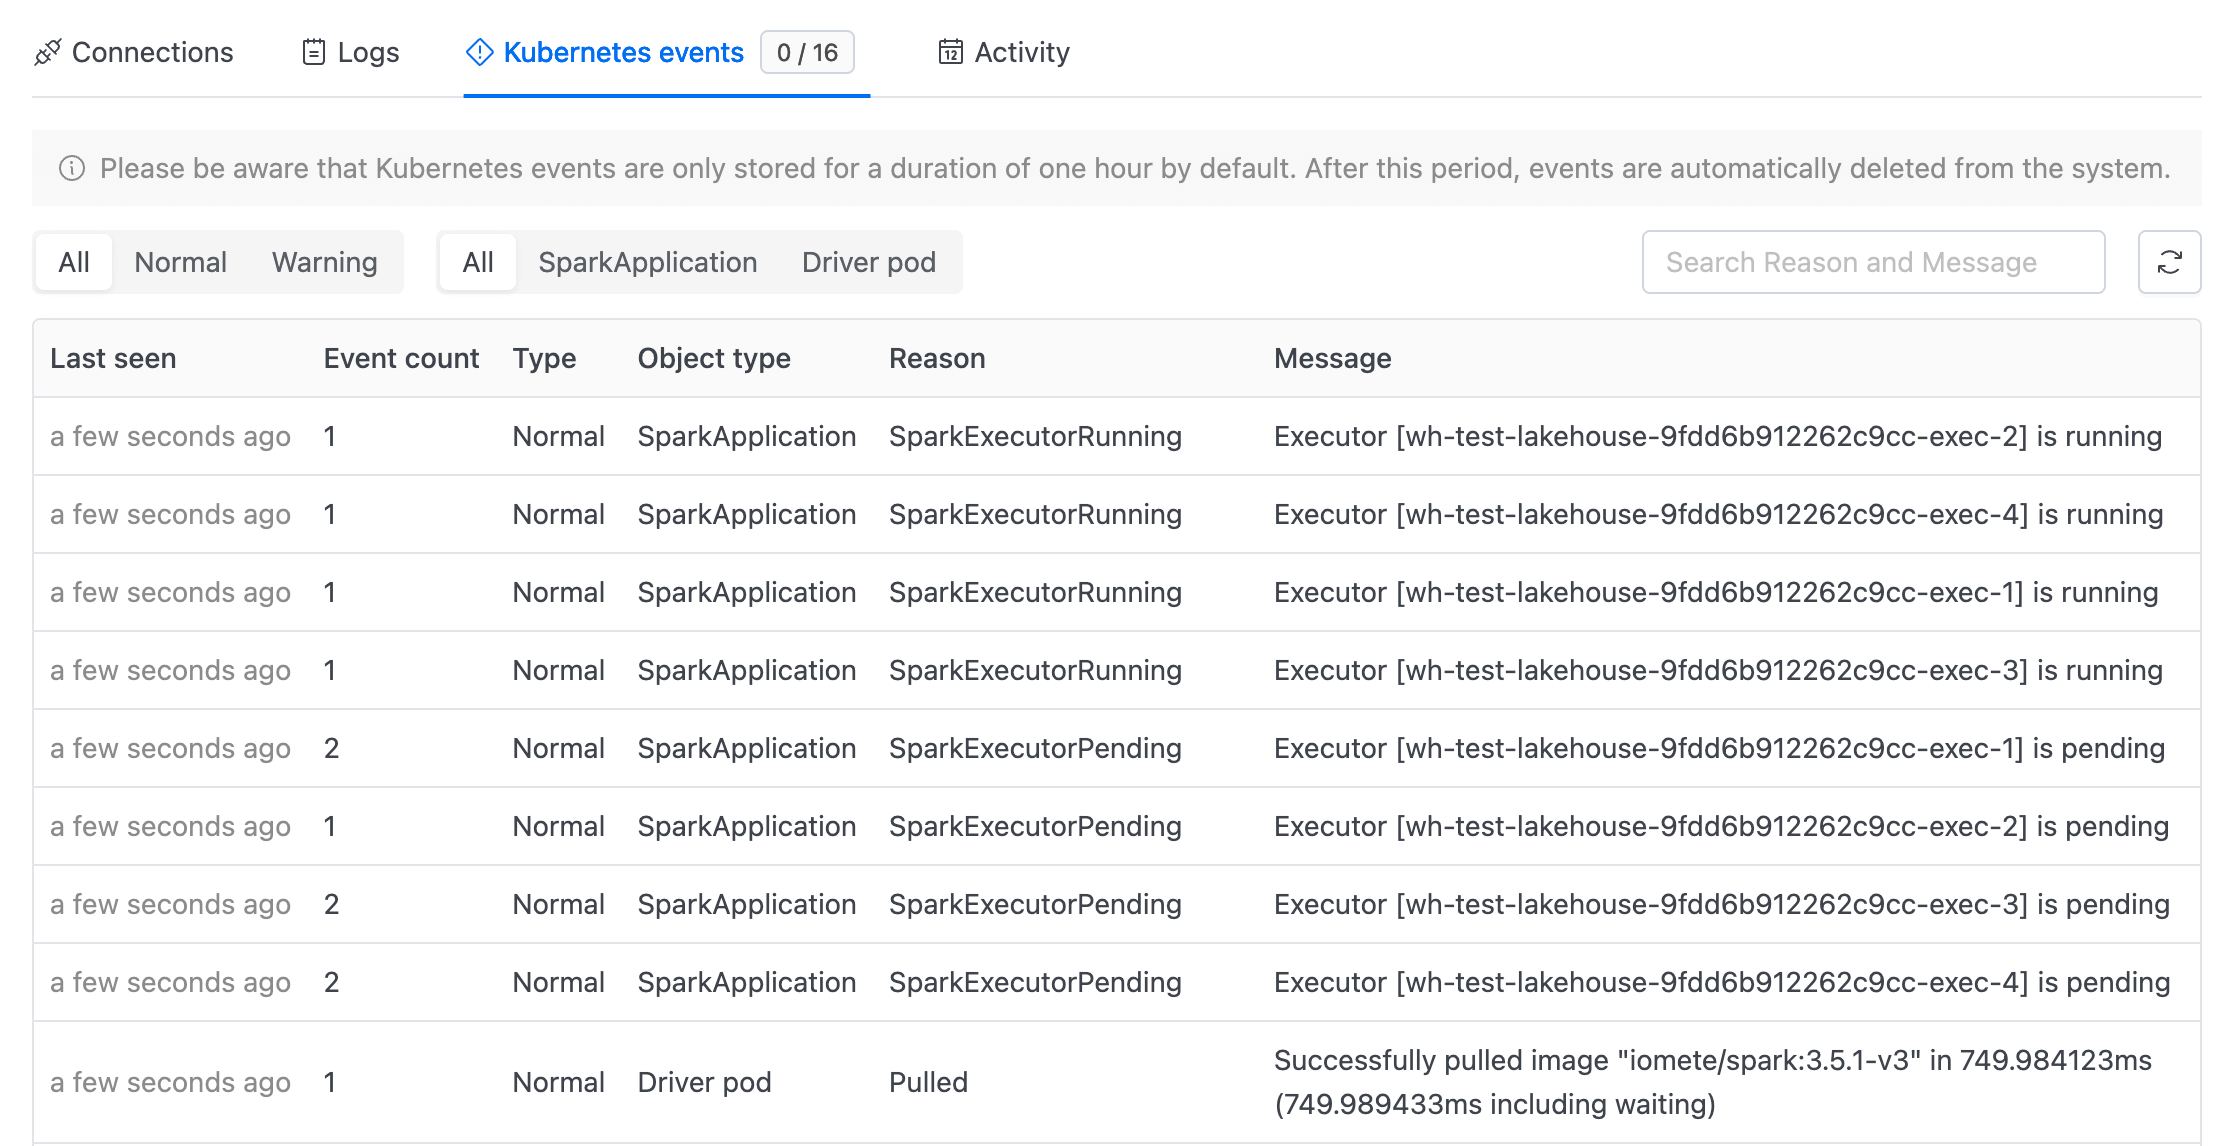 Connections Logs Kubernetes events 0 / 16 Activity
Please be aware that Kubernetes events are only stored for a duration of one hour by default. After this period, events are automatically deleted from the system.
All Normal Warning All SparkApplication Driver pod Search Reason and Message
Last seen Event count Type Object type Reason Message
a few seconds ago 1 Normal SparkApplication SparkExecutorRunning Executor [wh-test-lakehouse-9fdd6b912262c9cc-exec-2] is running
a few seconds ago 1 Normal SparkApplication SparkExecutorRunning Executor [wh-test-lakehouse-9fdd6b912262c9cc-exec-4] is running
a few seconds ago 1 Normal SparkApplication SparkExecutorRunning Executor [wh-test-lakehouse-9fdd6b912262c9cc-exec-1] is running
a few seconds ago 1 Normal SparkApplication SparkExecutorRunning Executor [wh-test-lakehouse-9fdd6b912262c9cc-exec-3] is running
a few seconds ago 2 Normal SparkApplication SparkExecutorPending Executor [wh-test-lakehouse-9fdd6b912262c9cc-exec-1] is pending
a few seconds ago 1 Normal SparkApplication SparkExecutorPending Executor [wh-test-lakehouse-9fdd6b912262c9cc-exec-2] is pending
a few seconds ago 2 Normal SparkApplication SparkExecutorPending Executor [wh-test-lakehouse-9fdd6b912262c9cc-exec-3] is pending
a few seconds ago 2 Normal SparkApplication SparkExecutorPending Executor [wh-test-lakehouse-9fdd6b912262c9cc-exec-4] is pending
a few seconds ago 1 Normal Driver pod Pulled Successfully pulled image "iomete/spark:3.5.1-v3" in 749.984123ms
(749.989433ms including waiting)